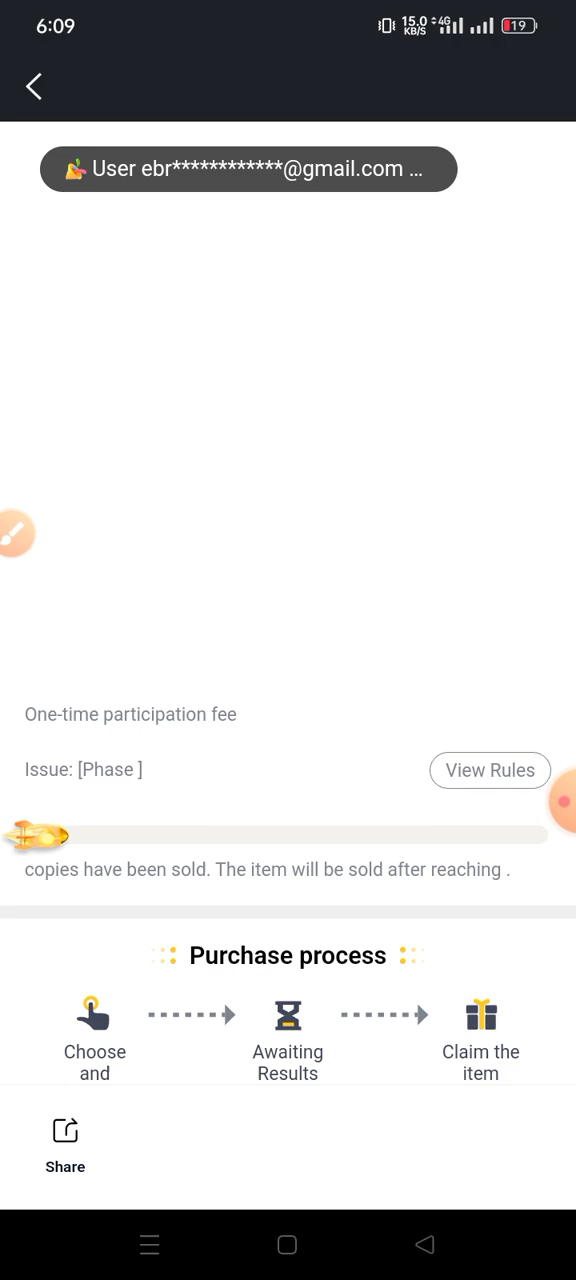 6:09
15.0 KB/S 4G 19
🎉 User ebr************@gmail.com ...
One-time participation fee
Issue: [Phase ]
View Rules
copies have been sold. The item will be sold after reaching .
Purchase process
Choose and
Awaiting Results
Claim the item
Share